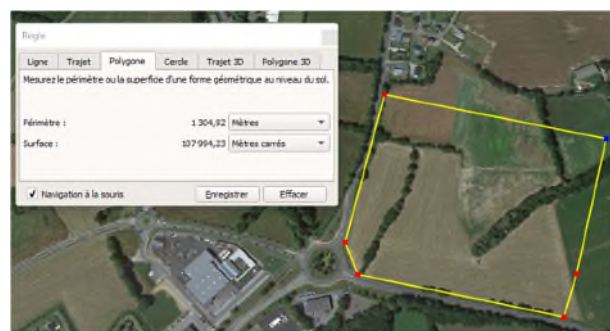 Règle
Ligne Trajet Polygone Cercle Trajet 3D Polygone 3D
Mesurez le périmètre ou la superficie d'une forme géométrique au niveau du sol.
Périmètre : 1 304,92 Mètres
Surface : 107 994,23 Mètres carrés
Navigation à la souris Enregistrer Effacer